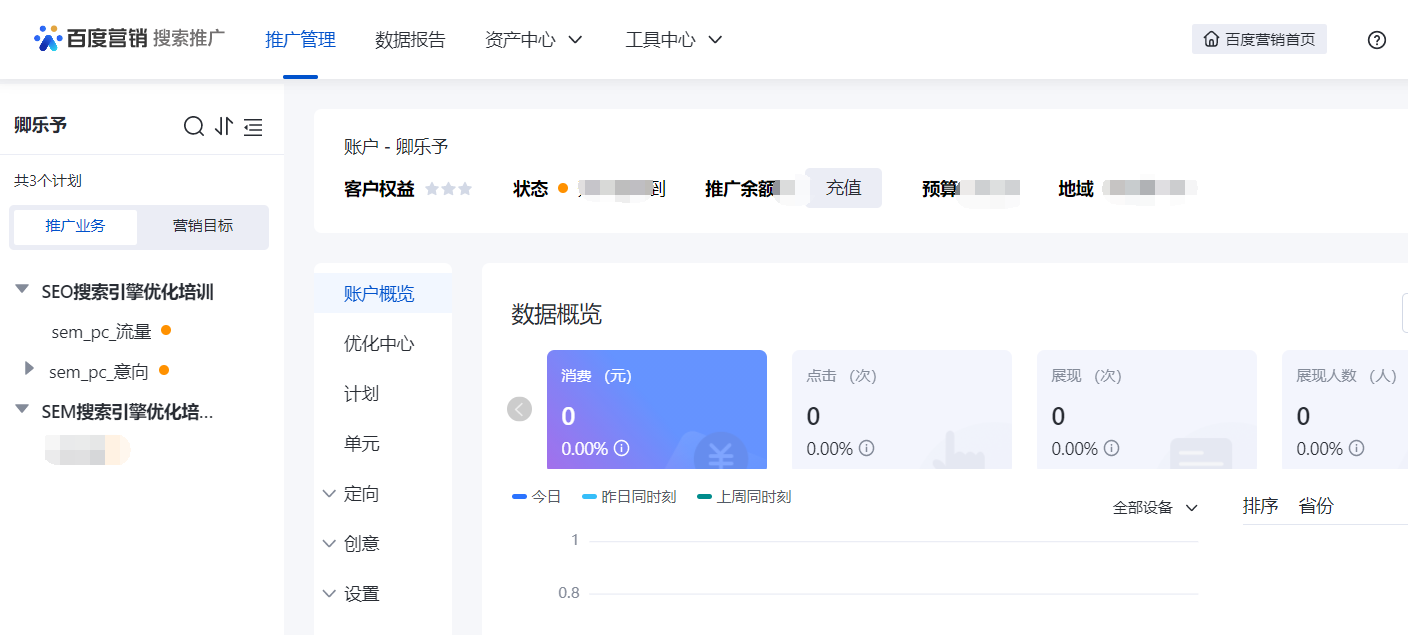 百度营销 搜索推广 推广管理 数据报告 资产中心 工具中心 百度营销首页
卿乐予
共3个计划
推广业务 营销目标
SEO搜索引擎优化培训
sem_pc_流量
sem_pc_意向
SEM搜索引擎优化培...
账户 - 卿乐予
客户权益 状态 到 推广余额 充值 预算 地域
账户概览
优化中心
计划
单元
定向
创意
设置
数据概览
消费 (元) 点击 (次) 展现 (次) 展现人数 (人)
0 0 0 0
0.00% 0.00% 0.00% 0.00%
今日 昨日同时刻 上周同时刻
全部设备 排序 省份
1
0.8